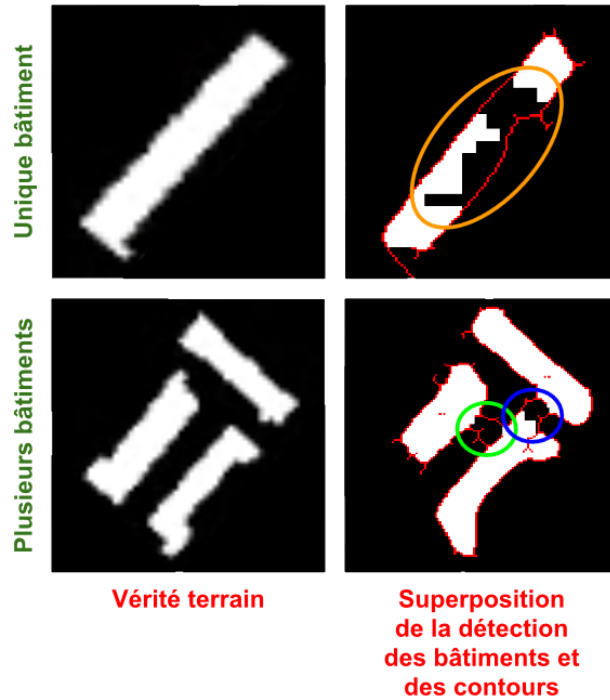 Unique bâtiment
Plusieurs bâtiments
Vérité terrain
Superposition
de la détection
des bâtiments et
des contours